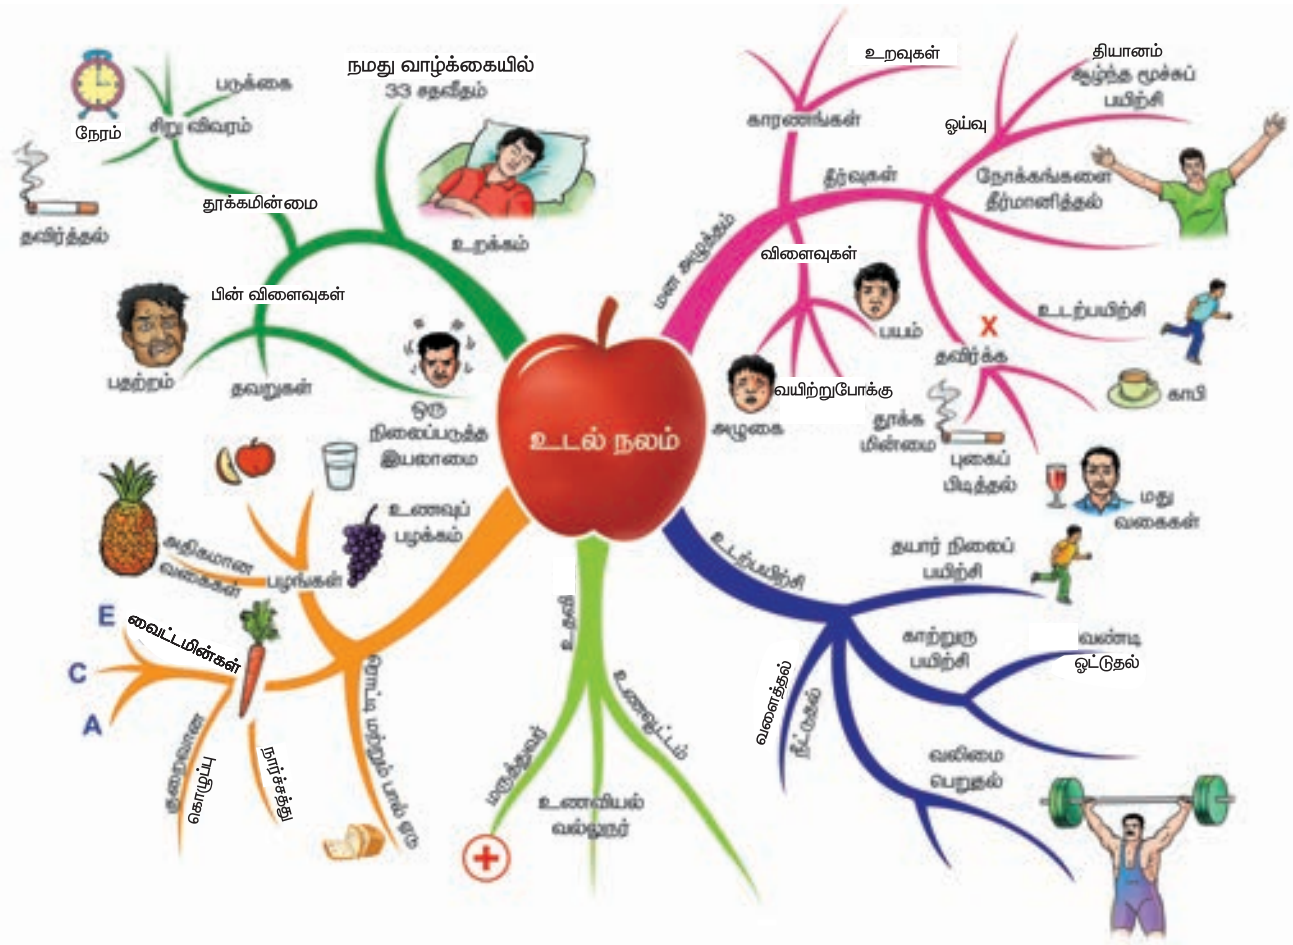 உடல் நலம்
நமது வாழ்க்கையில்
33 சதவீதம்
உறக்கம்
தூக்கமின்மை
சிறு விவரம்
படுக்கை
நேரம்
தவிர்த்தல்
பின் விளைவுகள்
பதற்றம்
தவறுகள்
ஒரு
நிலைப்படுத்த
இயலாமை
மன அழுக்கம்
காரணங்கள்
உறவுகள்
தீர்வுகள்
ஓய்வு
தியானம்
ஆழ்ந்த மூச்சுப்
பயிற்சி
நோக்கங்களை
தீர்மானித்தல்
உடற்பயிற்சி
X
தவிர்க்க
காபி
தூக்க
மின்மை
புகைப்
பிடித்தல்
மது
வகைகள்
விளைவுகள்
பயம்
வயிற்றுபோக்கு
அழுகை
உணவுப்
பழக்கம்
பழங்கள்
அதிகமான
வகைகள்
வைட்டமின்கள்
E
C
A
குறைவான
கொழுப்பு
நார்ச்சத்து
ரொட்டி மற்றும் பால் ஏடு
உதவி
மருத்துவர்
உணவியல்
வல்லுநர்
உணவூட்டம்
உடற்பயிற்சி
தயார் நிலைப்
பயிற்சி
காற்றுரு
பயிற்சி
வண்டி
ஓட்டுதல்
வலிமை
பெறுதல்
வளைத்தல்
நீட்டுதல்